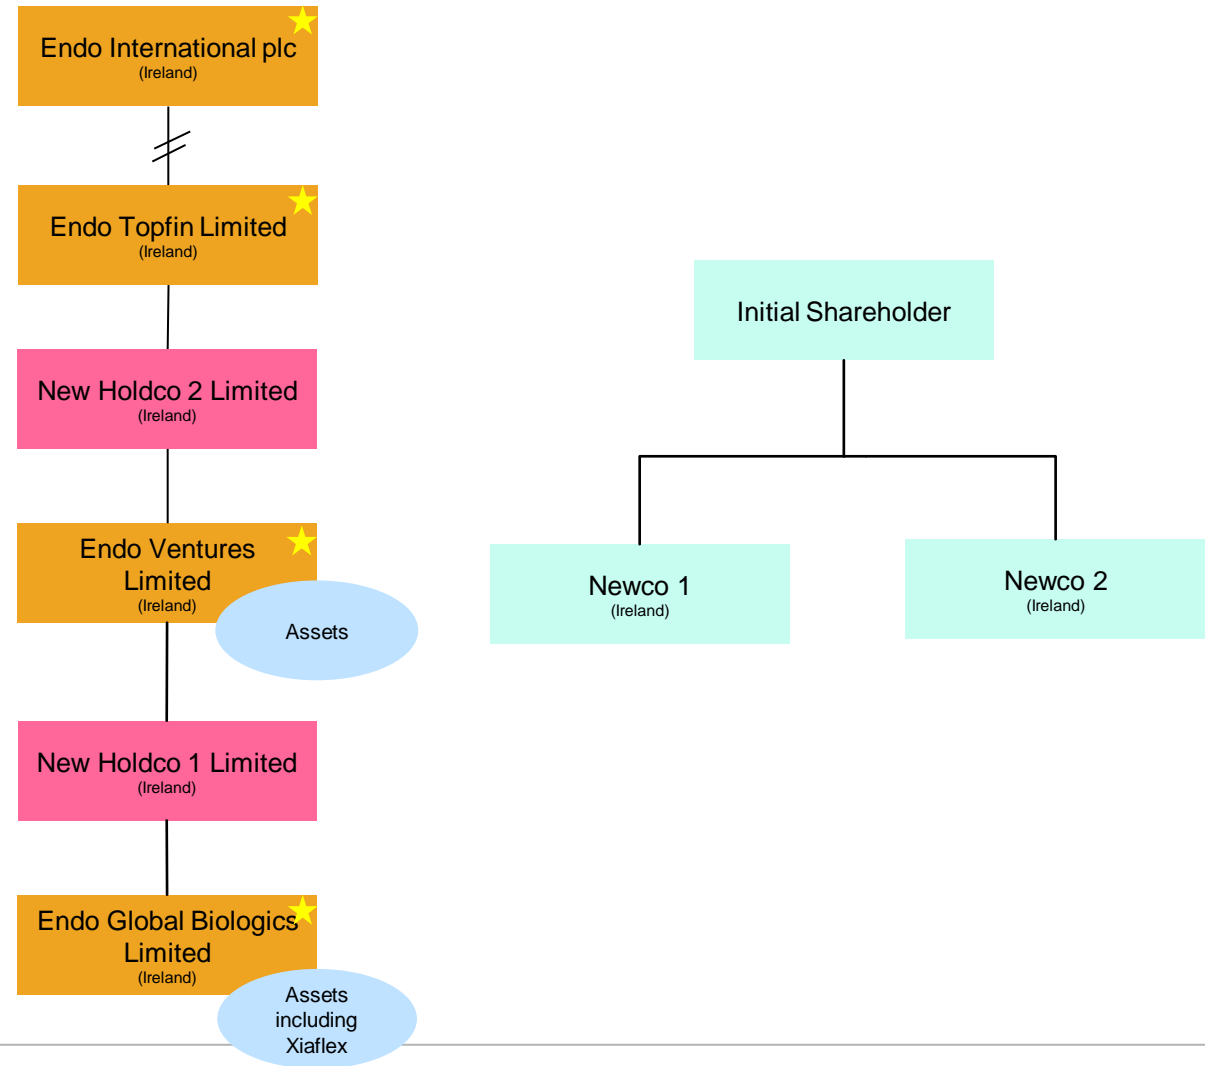 Endo International plc
(Ireland)
Endo Topfin Limited
(Ireland)
New Holdco 2 Limited
(Ireland)
Endo Ventures
Limited
(Ireland)
Assets
New Holdco 1 Limited
(Ireland)
Endo Global Biologics
Limited
(Ireland)
Assets
including
Xiaflex
Initial Shareholder
Newco 1
(Ireland)
Newco 2
(Ireland)